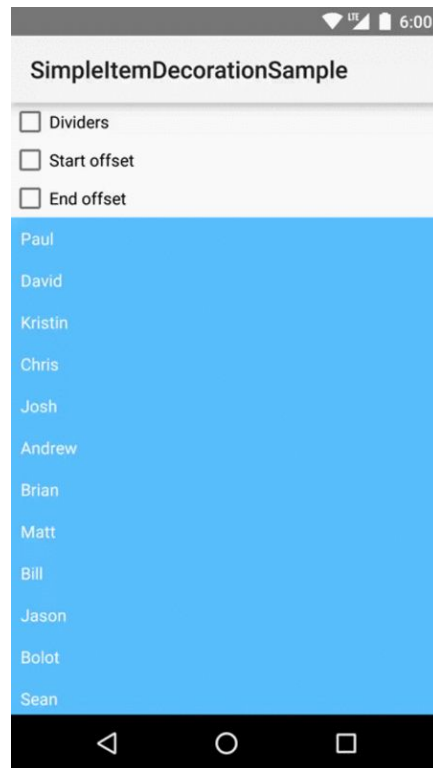 LTE 6:00
SimpleItemDecorationSample
Dividers
Start offset
End offset
Paul
David
Kristin
Chris
Josh
Andrew
Brian
Matt
Bill
Jason
Bolot
Sean